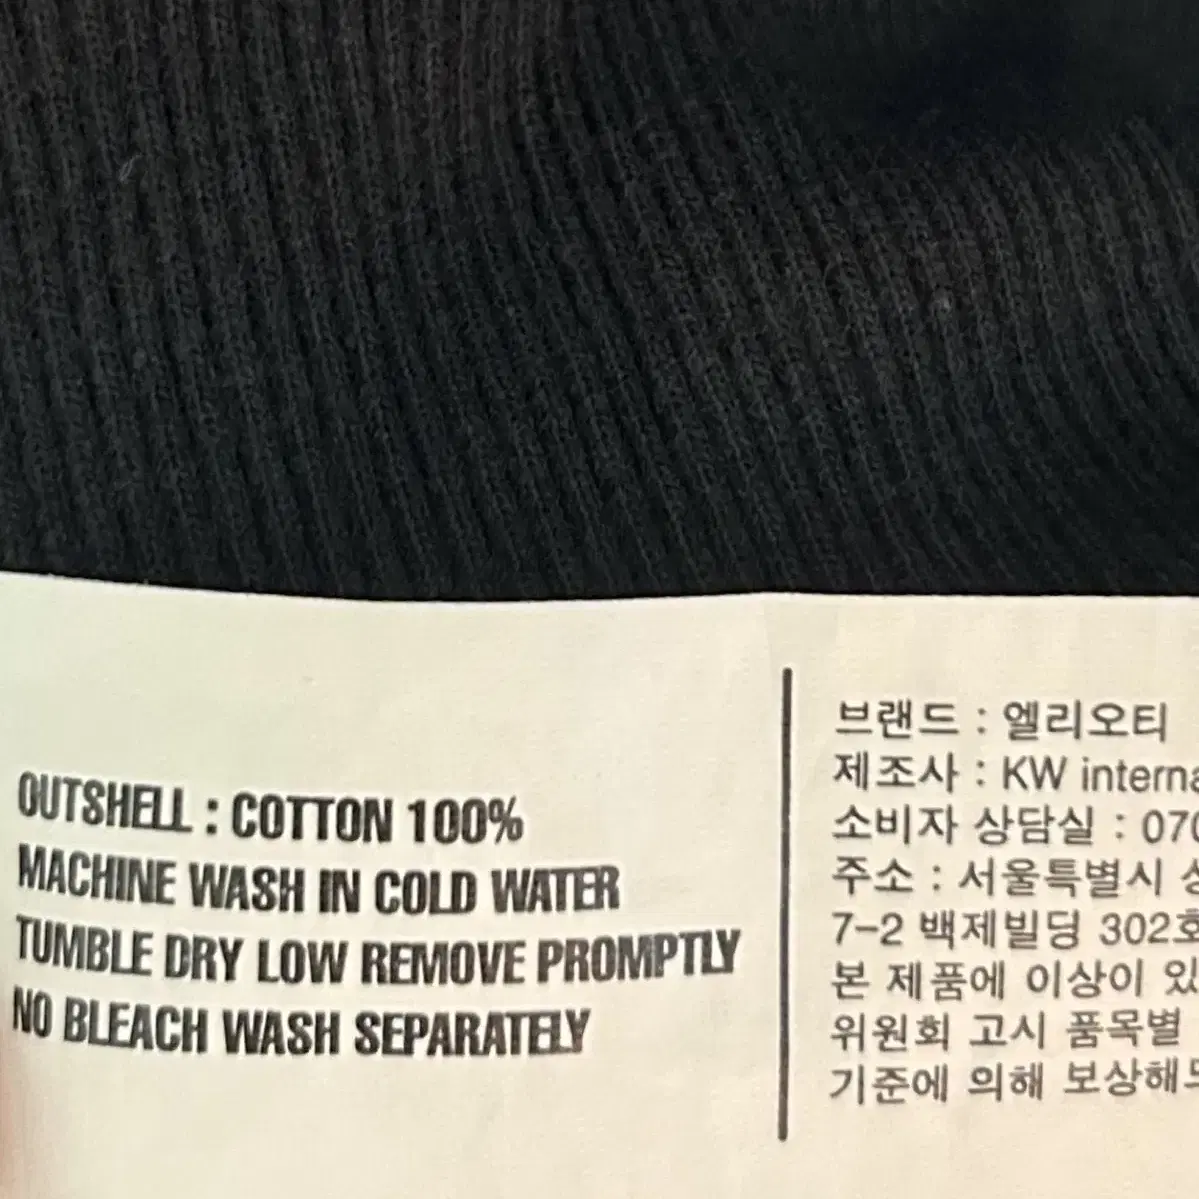 OUTSHELL : COTTON 100%
MACHINE WASH IN COLD WATER
TUMBLE DRY LOW REMOVE PROMPTLY
NO BLEACH WASH SEPARATELY
브랜드 : 엘리오티
제조사 : KW interna
소비자 상담실 : 070
주소 : 서울특별시
7-2 백제빌딩 302호
본 제품에 이상이 있
위원회 고시 품목별
기준에 의해 보상해드